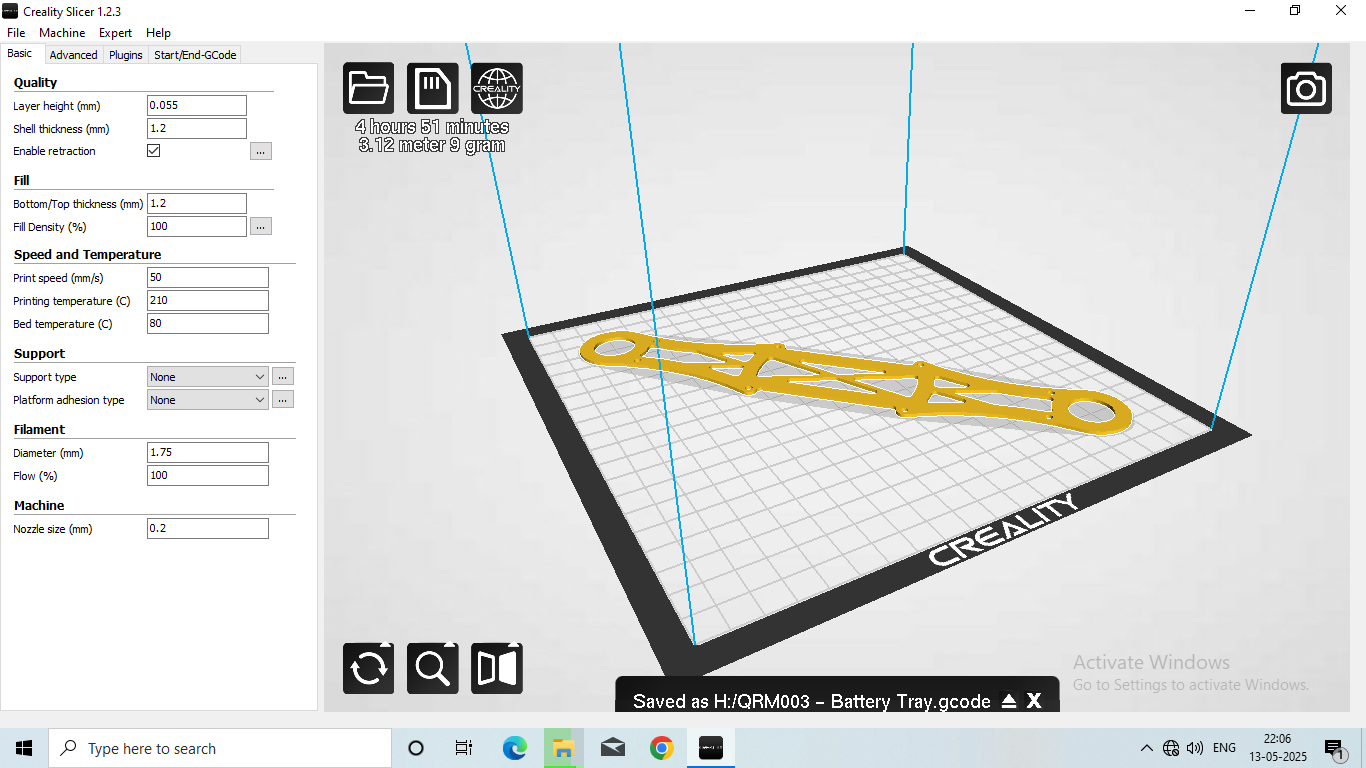 Creality Slicer 1.2.3
File Machine Expert Help
Basic Advanced Plugins Start/End-GCode
Quality
Layer height (mm) 0.055
Shell thickness (mm) 1.2
Enable retraction ...
Fill
Bottom/Top thickness (mm) 1.2
Fill Density (%) 100 ...
Speed and Temperature
Print speed (mm/s) 50
Printing temperature (C) 210
Bed temperature (C) 80
Support
Support type None ...
Platform adhesion type None ...
Filament
Diameter (mm) 1.75
Flow (%) 100
Machine
Nozzle size (mm) 0.2
CREALITY
4 hours 51 minutes
3.12 meter 9 gram
CREALITY
Activate Windows
Go to Settings to activate Windows.
Saved as H:/QRM003 - Battery Tray.gcode X
Type here to search
ENG
22:06
13-05-2025
1